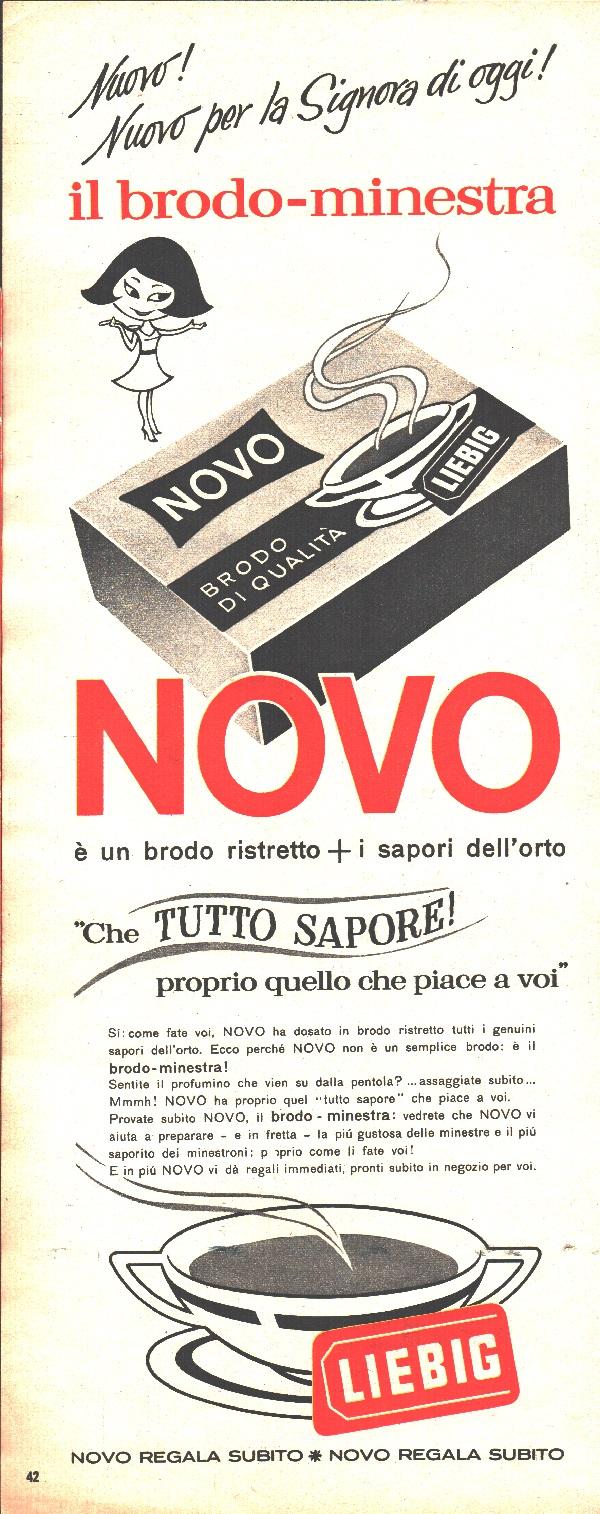 Nuovo!
Nuovo per la Signora di oggi!
il brodo-minestra
NOVO
LIEBIG
BRODO
DI QUALITÀ
NOVO
è un brodo ristretto + i sapori dell'orto
"Che TUTTO SAPORE!
proprio quello che piace a voi"
Sì: come fate voi, NOVO ha dosato in brodo ristretto tutti i genuini
sapori dell'orto. Ecco perché NOVO non è un semplice brodo: è il
brodo-minestra!
Sentite il profumino che vien su dalla pentola? ...assaggiate subito...
Mmmh! NOVO ha proprio quel "tutto sapore" che piace a voi.
Provate subito NOVO, il brodo - minestra: vedrete che NOVO vi
aiuta a preparare - e in fretta - la piú gustosa delle minestre e il piú
saporito dei minestroni: proprio come li fate voi!
E in piú NOVO vi dà regali immediati, pronti subito in negozio per voi.
LIEBIG
NOVO REGALA SUBITO * NOVO REGALA SUBITO
42